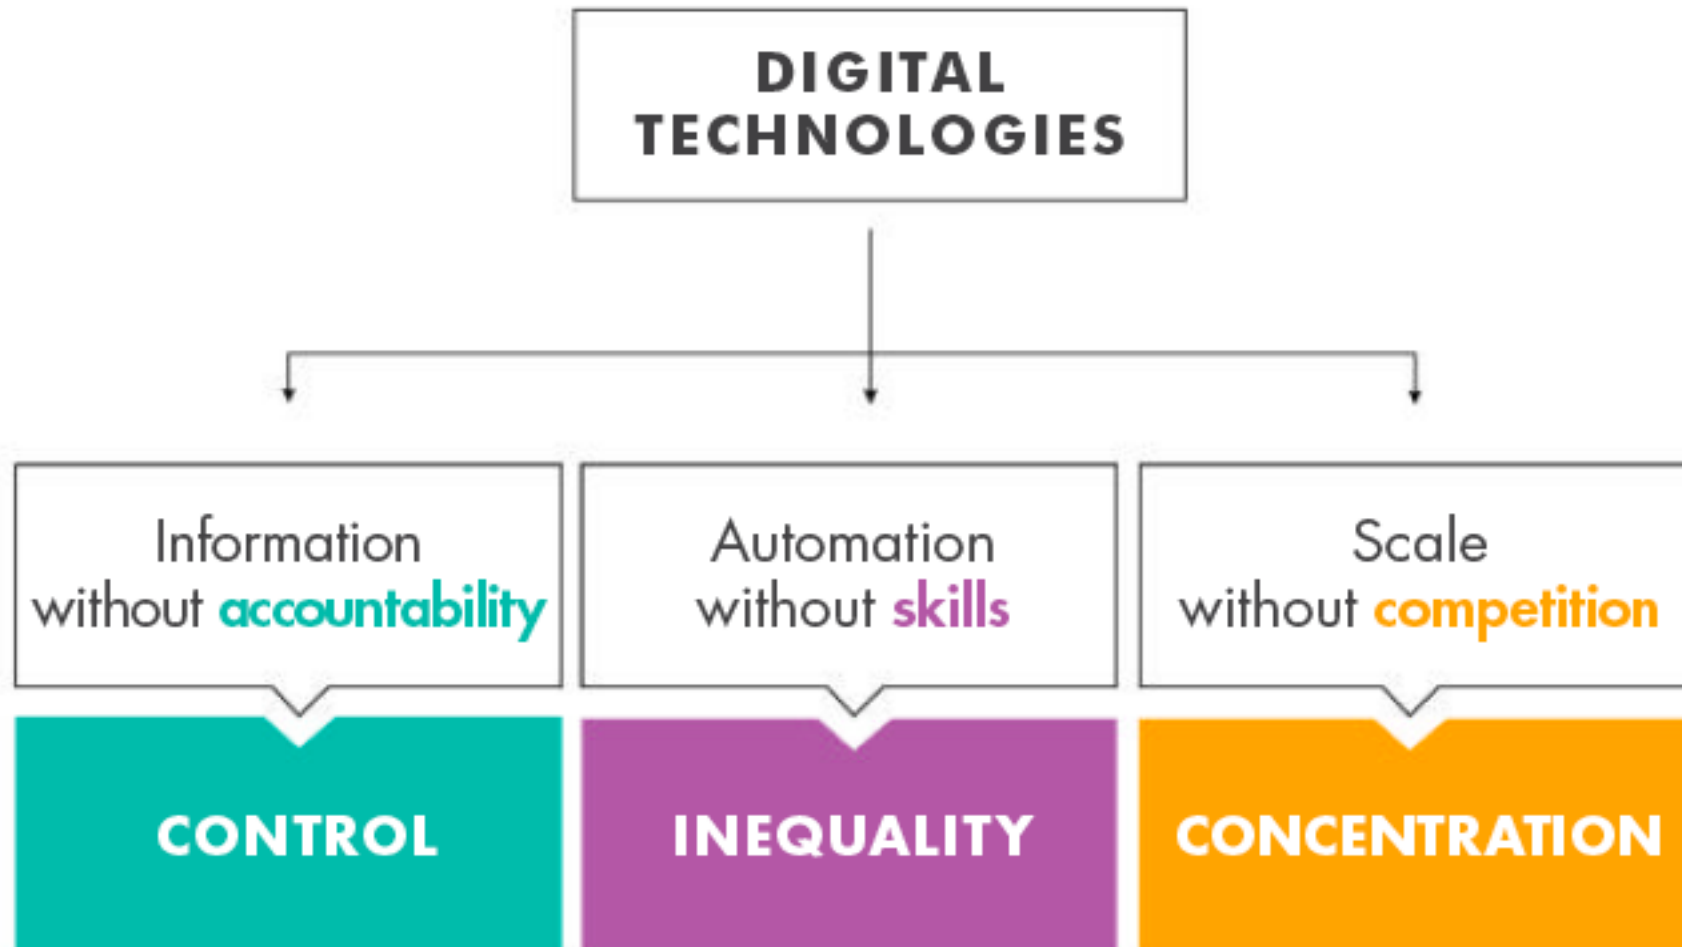 DIGITAL
TECHNOLOGIES
Information
without accountability
Automation
without skills
Scale
without competition
CONTROL
INEQUALITY
CONCENTRATION